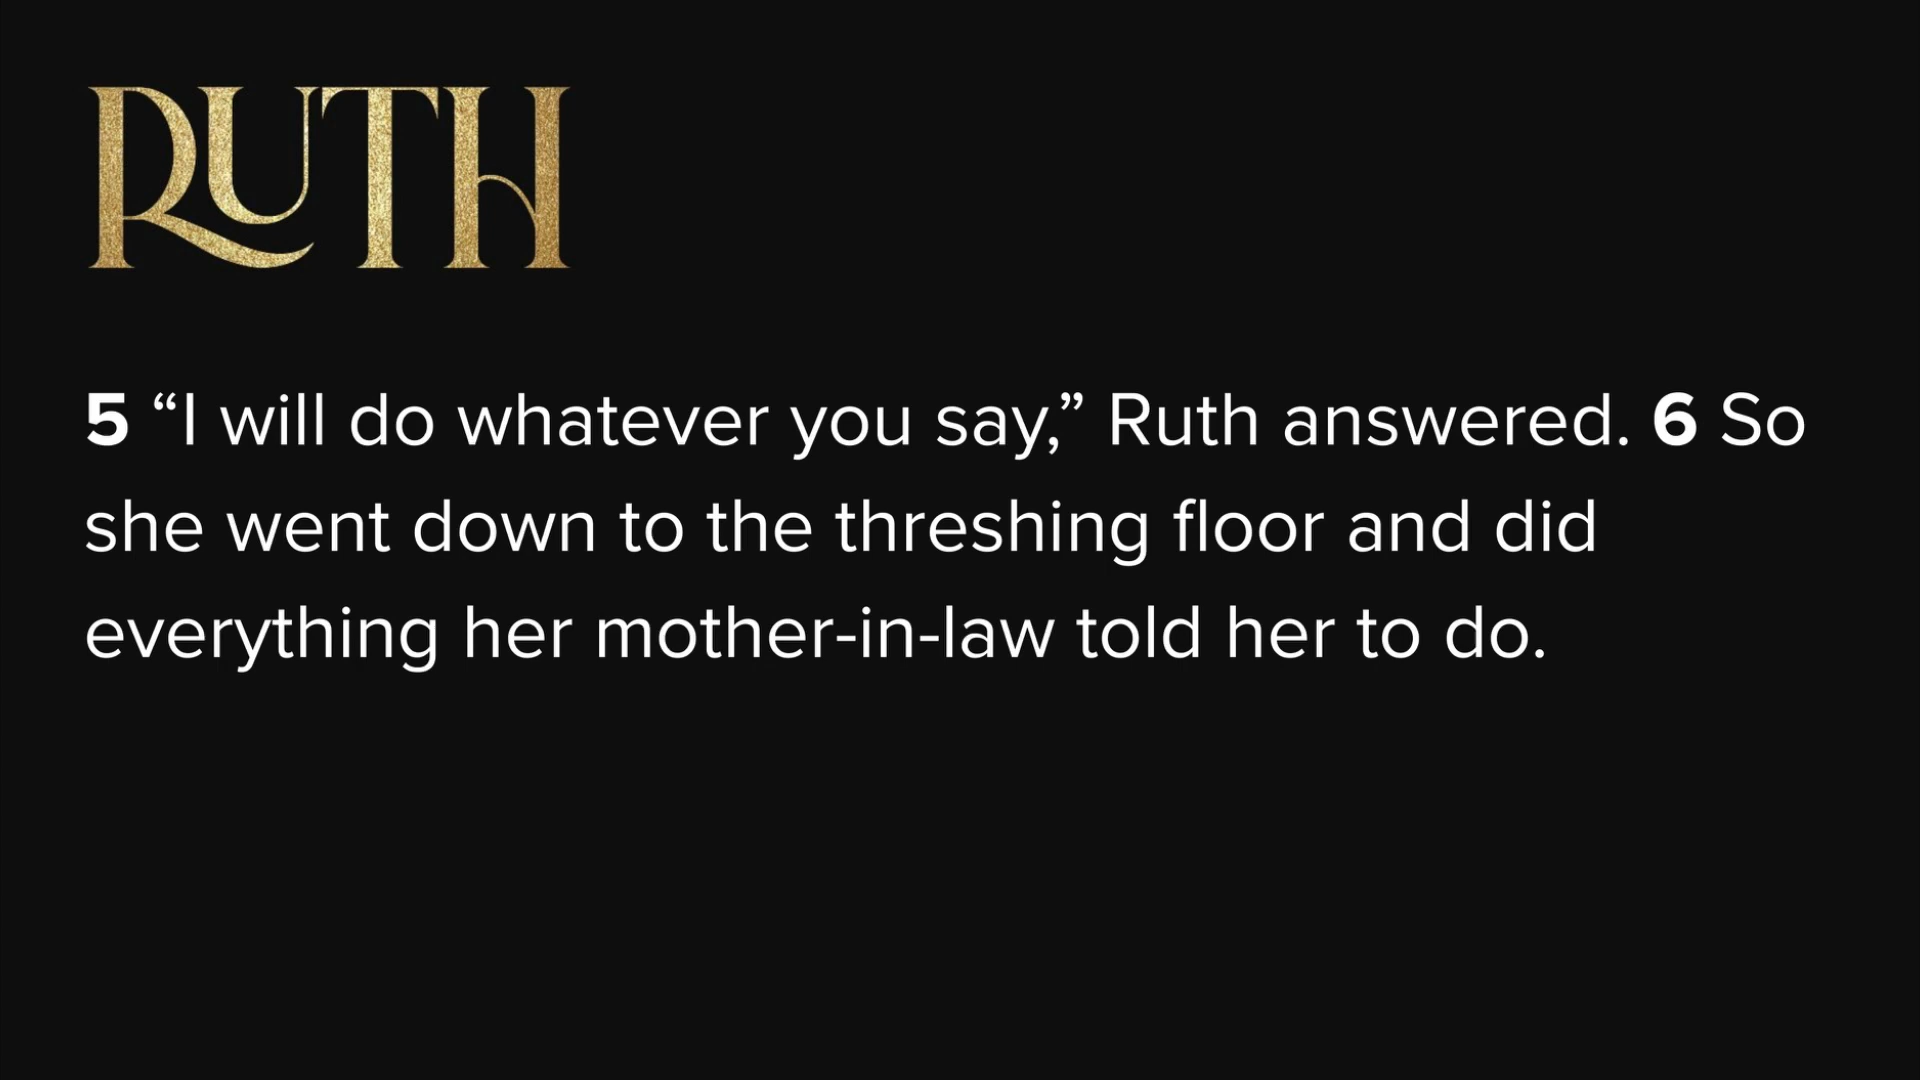 RUTH
5 “I will do whatever you say,” Ruth answered. 6 So
she went down to the threshing floor and did
everything her mother-in-law told her to do.